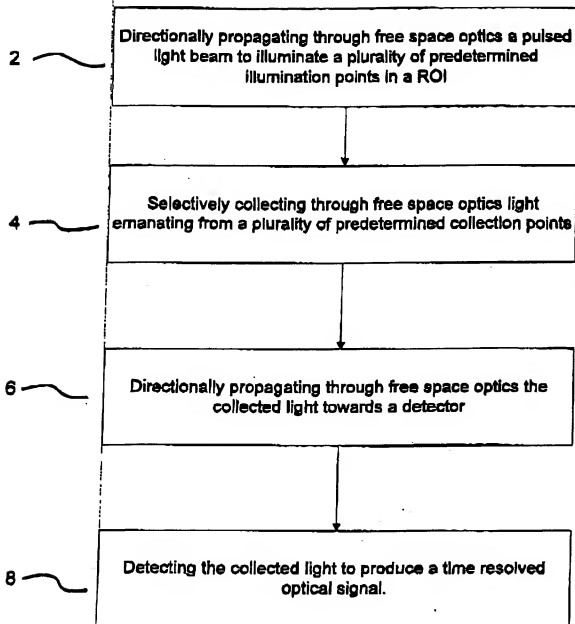 2
Directionally propagating through free space optics a pulsed
light beam to illuminate a plurality of predetermined
illumination points in a ROI
4
Selectively collecting through free space optics light
emanating from a plurality of predetermined collection points
6
Directionally propagating through free space optics the
collected light towards a detector
8
Detecting the collected light to produce a time resolved
optical signal.